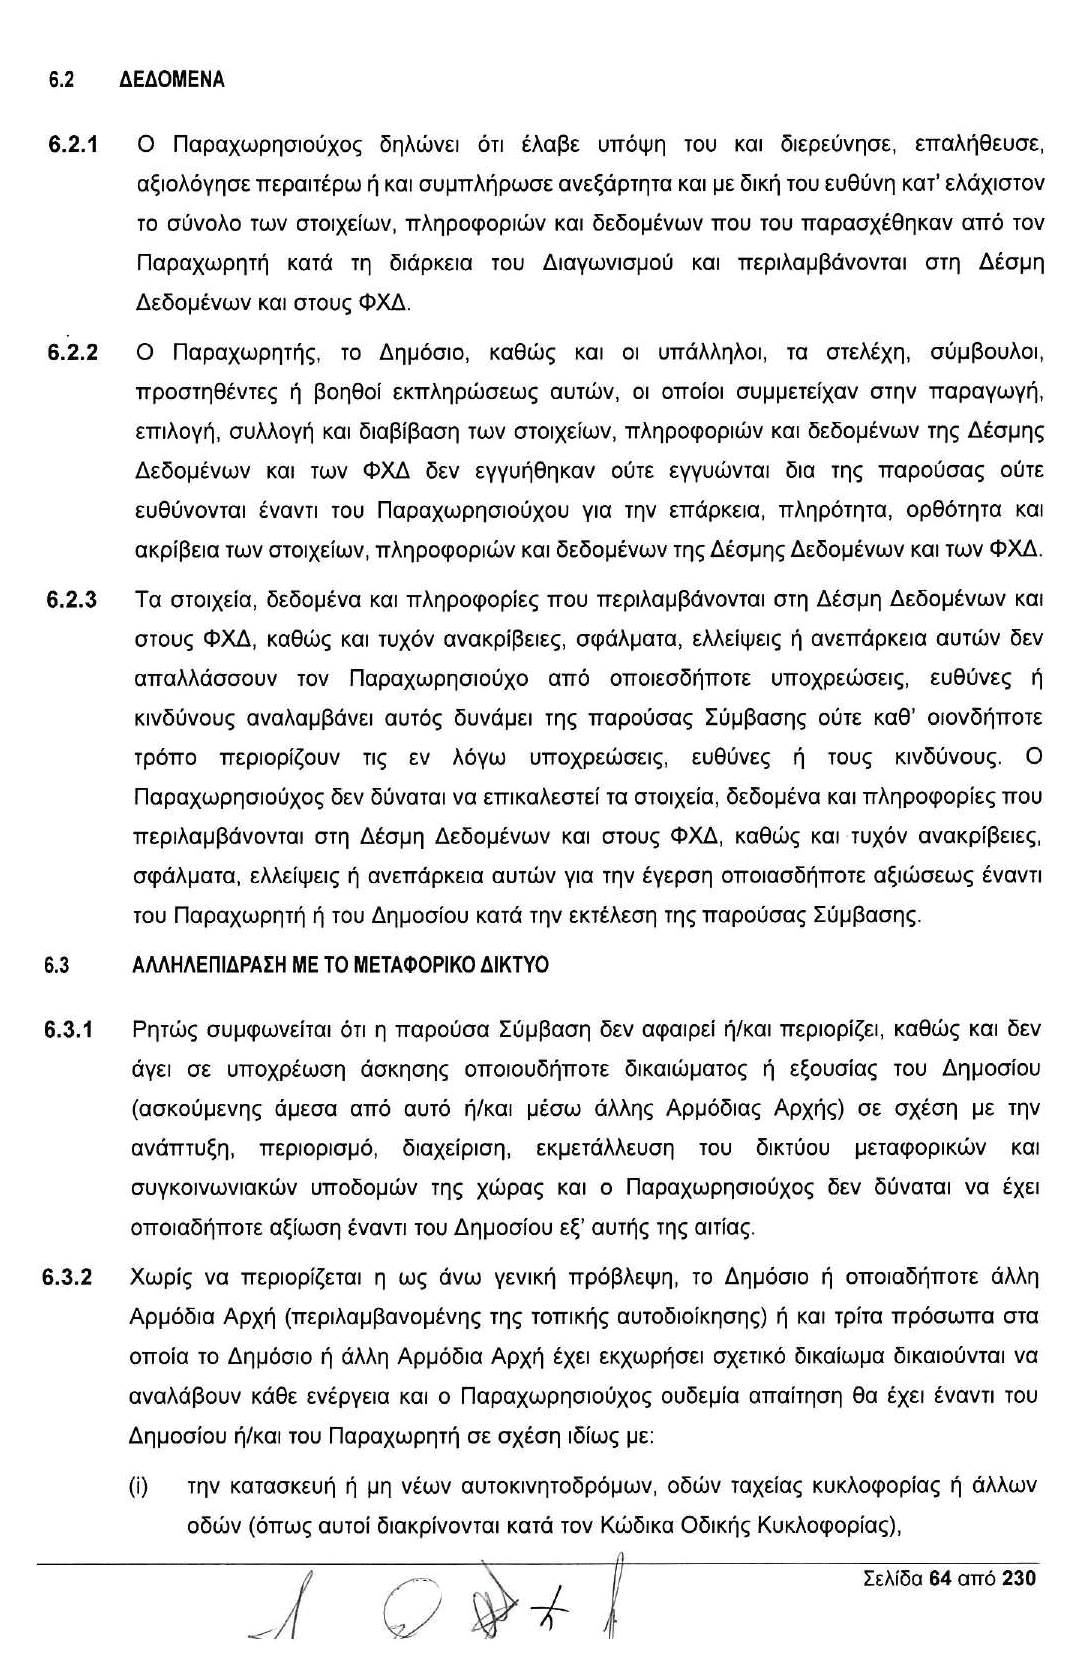 6.2 ΔΕΔΟΜΕΝΑ
6.2.1 Ο Παραχωρησιούχος δηλώνει ότι έλαβε υπόψη του και διερεύνησε, επαλήθευσε,
αξιολόγησε περαιτέρω ή και συμπλήρωσε ανεξάρτητα και με δική του ευθύνη κατ’ ελάχιστον
το σύνολο των στοιχείων, πληροφοριών και δεδομένων που του παρασχέθηκαν από τον
Παραχωρητή κατά τη διάρκεια του Διαγωνισμού και περιλαμβάνονται στη Δέσμη
Δεδομένων και στους ΦΧΔ.
6.2.2 Ο Παραχωρητής, το Δημόσιο, καθώς και οι υπάλληλοι, τα στελέχη, σύμβουλοι,
προστηθέντες ή βοηθοί εκπληρώσεως αυτών, οι οποίοι συμμετείχαν στην παραγωγή,
επιλογή, συλλογή και διαβίβαση των στοιχείων, πληροφοριών και δεδομένων της Δέσμης
Δεδομένων και των ΦΧΔ δεν εγγυήθηκαν ούτε εγγυώνται δια της παρούσας ούτε
ευθύνονται έναντι του Παραχωρησιούχου για την επάρκεια, πληρότητα, ορθότητα και
ακρίβεια των στοιχείων, πληροφοριών και δεδομένων της Δέσμης Δεδομένων και των ΦΧΔ.
6.2.3 Τα στοιχεία, δεδομένα και πληροφορίες που περιλαμβάνονται στη Δέσμη Δεδομένων και
στους ΦΧΔ, καθώς και τυχόν ανακρίβειες, σφάλματα, ελλείψεις ή ανεπάρκεια αυτών δεν
απαλλάσσουν τον Παραχωρησιούχο από οποιεσδήποτε υποχρεώσεις, ευθύνες ή
κινδύνους αναλαμβάνει αυτός δυνάμει της παρούσας Σύμβασης ούτε καθ’ οιονδήποτε
τρόπο περιορίζουν τις εν λόγω υποχρεώσεις, ευθύνες ή τους κινδύνους. Ο
Παραχωρησιούχος δεν δύναται να επικαλεστεί τα στοιχεία, δεδομένα και πληροφορίες που
περιλαμβάνονται στη Δέσμη Δεδομένων και στους ΦΧΔ, καθώς και τυχόν ανακρίβειες,
σφάλματα, ελλείψεις ή ανεπάρκεια αυτών για την έγερση οποιασδήποτε αξιώσεως έναντι
του Παραχωρητή ή του Δημοσίου κατά την εκτέλεση της παρούσας Σύμβασης.
6.3 ΑΛΛΗΛΕΠΙΔΡΑΣΗ ΜΕ ΤΟ ΜΕΤΑΦΟΡΙΚΟ ΔΙΚΤΥΟ
6.3.1 Ρητώς συμφωνείται ότι η παρούσα Σύμβαση δεν αφαιρεί ή/και περιορίζει, καθώς και δεν
άγει σε υποχρέωση άσκησης οποιουδήποτε δικαιώματος ή εξουσίας του Δημοσίου
(ασκούμενης άμεσα από αυτό ή/και μέσω άλλης Αρμόδιας Αρχής) σε σχέση με την
ανάπτυξη, περιορισμό, διαχείριση, εκμετάλλευση του δικτύου μεταφορικών και
συγκοινωνιακών υποδομών της χώρας και ο Παραχωρησιούχος δεν δύναται να έχει
οποιαδήποτε αξίωση έναντι του Δημοσίου εξ’ αυτής της αιτίας.
6.3.2 Χωρίς να περιορίζεται η ως άνω γενική πρόβλεψη, το Δημόσιο ή οποιαδήποτε άλλη
Αρμόδια Αρχή (περιλαμβανομένης της τοπικής αυτοδιοίκησης) ή και τρίτα πρόσωπα στα
οποία το Δημόσιο ή άλλη Αρμόδια Αρχή έχει εκχωρήσει σχετικό δικαίωμα δικαιούνται να
αναλάβουν κάθε ενέργεια και ο Παραχωρησιούχος ουδεμία απαίτηση θα έχει έναντι του
Δημοσίου ή/και του Παραχωρητή σε σχέση ιδίως με:
(i) την κατασκευή ή μη νέων αυτοκινητοδρόμων, οδών ταχείας κυκλοφορίας ή άλλων
οδών (όπως αυτοί διακρίνονται κατά τον Κώδικα Οδικής Κυκλοφορίας),
Σελίδα 64 από 230